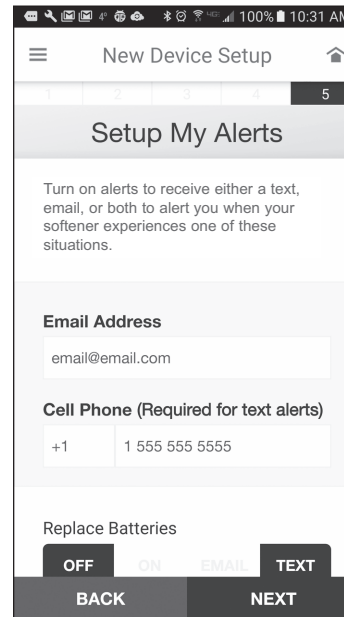 4° 4GE 100% 10:31 AM
New Device Setup
1 2 3 4 5
Setup My Alerts
Turn on alerts to receive either a text,
email, or both to alert you when your
softener experiences one of these
situations.
Email Address
email@email.com
Cell Phone (Required for text alerts)
+1 1 555 555 5555
Replace Batteries
OFF ON EMAIL TEXT
BACK NEXT